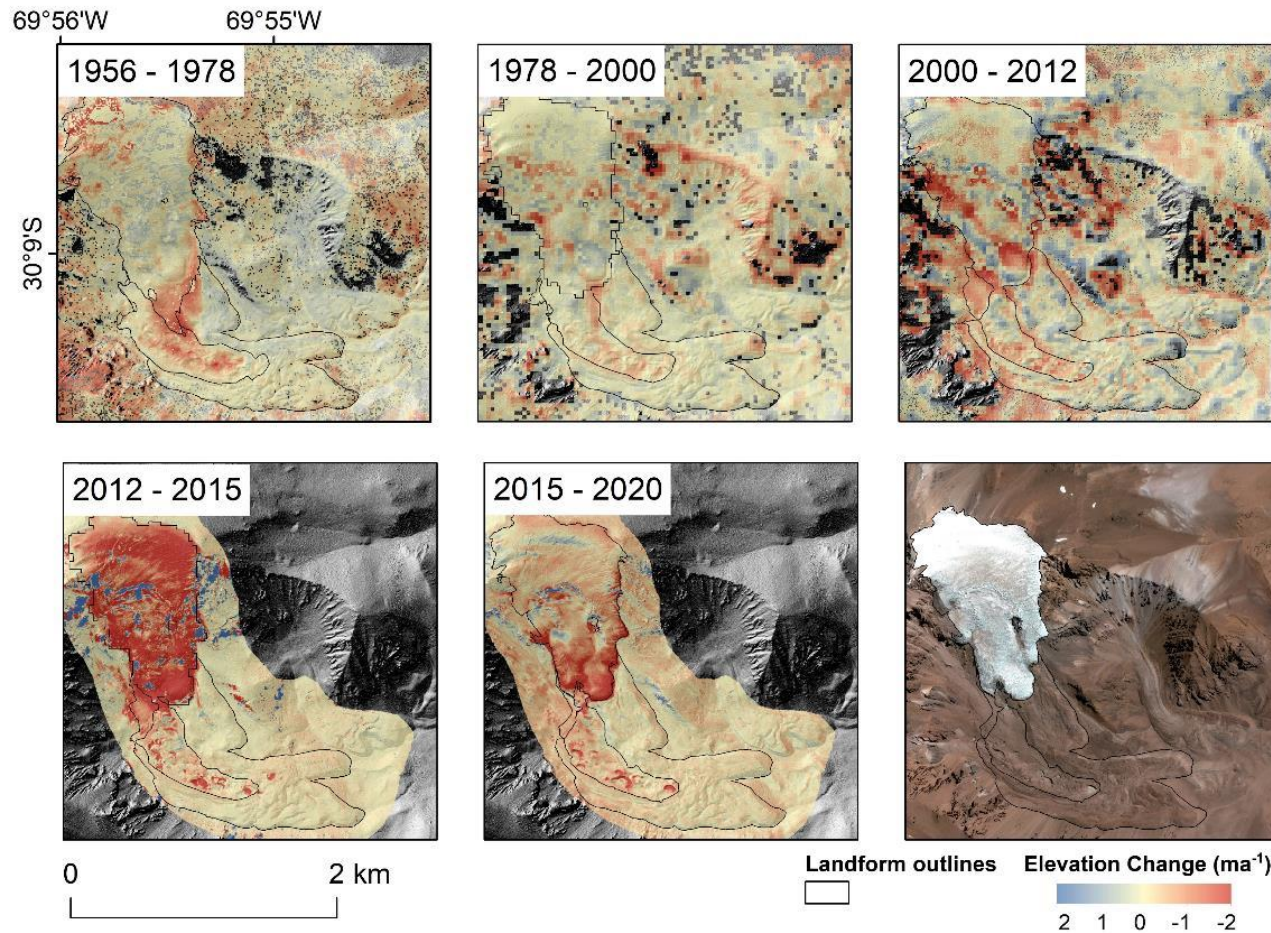 69°56'W 69°55'W
30°9'S
1956 - 1978
1978 - 2000
2000 - 2012
2012 - 2015
2015 - 2020
0 2 km
Landform outlines
Elevation Change (ma⁻¹)
2 1 0 -1 -2